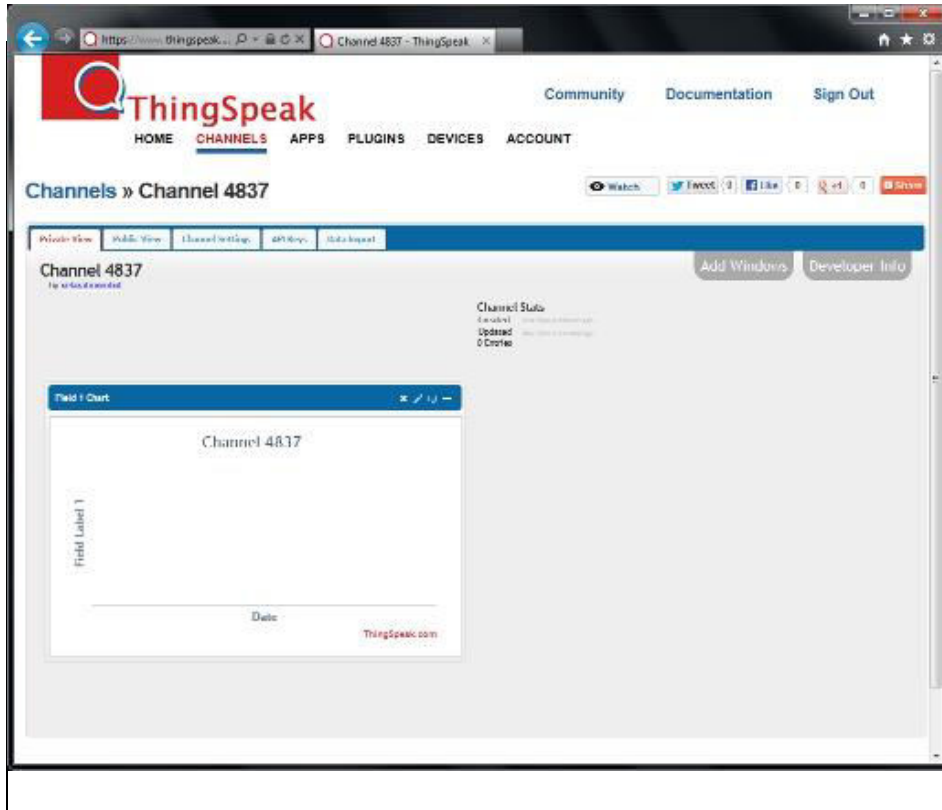 https://www.thingspeak...
Channel 4837 - ThingSpeak
ThingSpeak
Community Documentation Sign Out
HOME CHANNELS APPS PLUGINS DEVICES ACCOUNT
Channels » Channel 4837
Watch Tweet 0 Like 0 +1 0 Share
Private View Public View Channel Settings API Keys Data Import
Channel 4837
by
Add Windows Developer Info
Channel Stats
Created
Updated
0 Entries
Field 1 Chart
Channel 4837
Field Label 1
Date
ThingSpeak.com